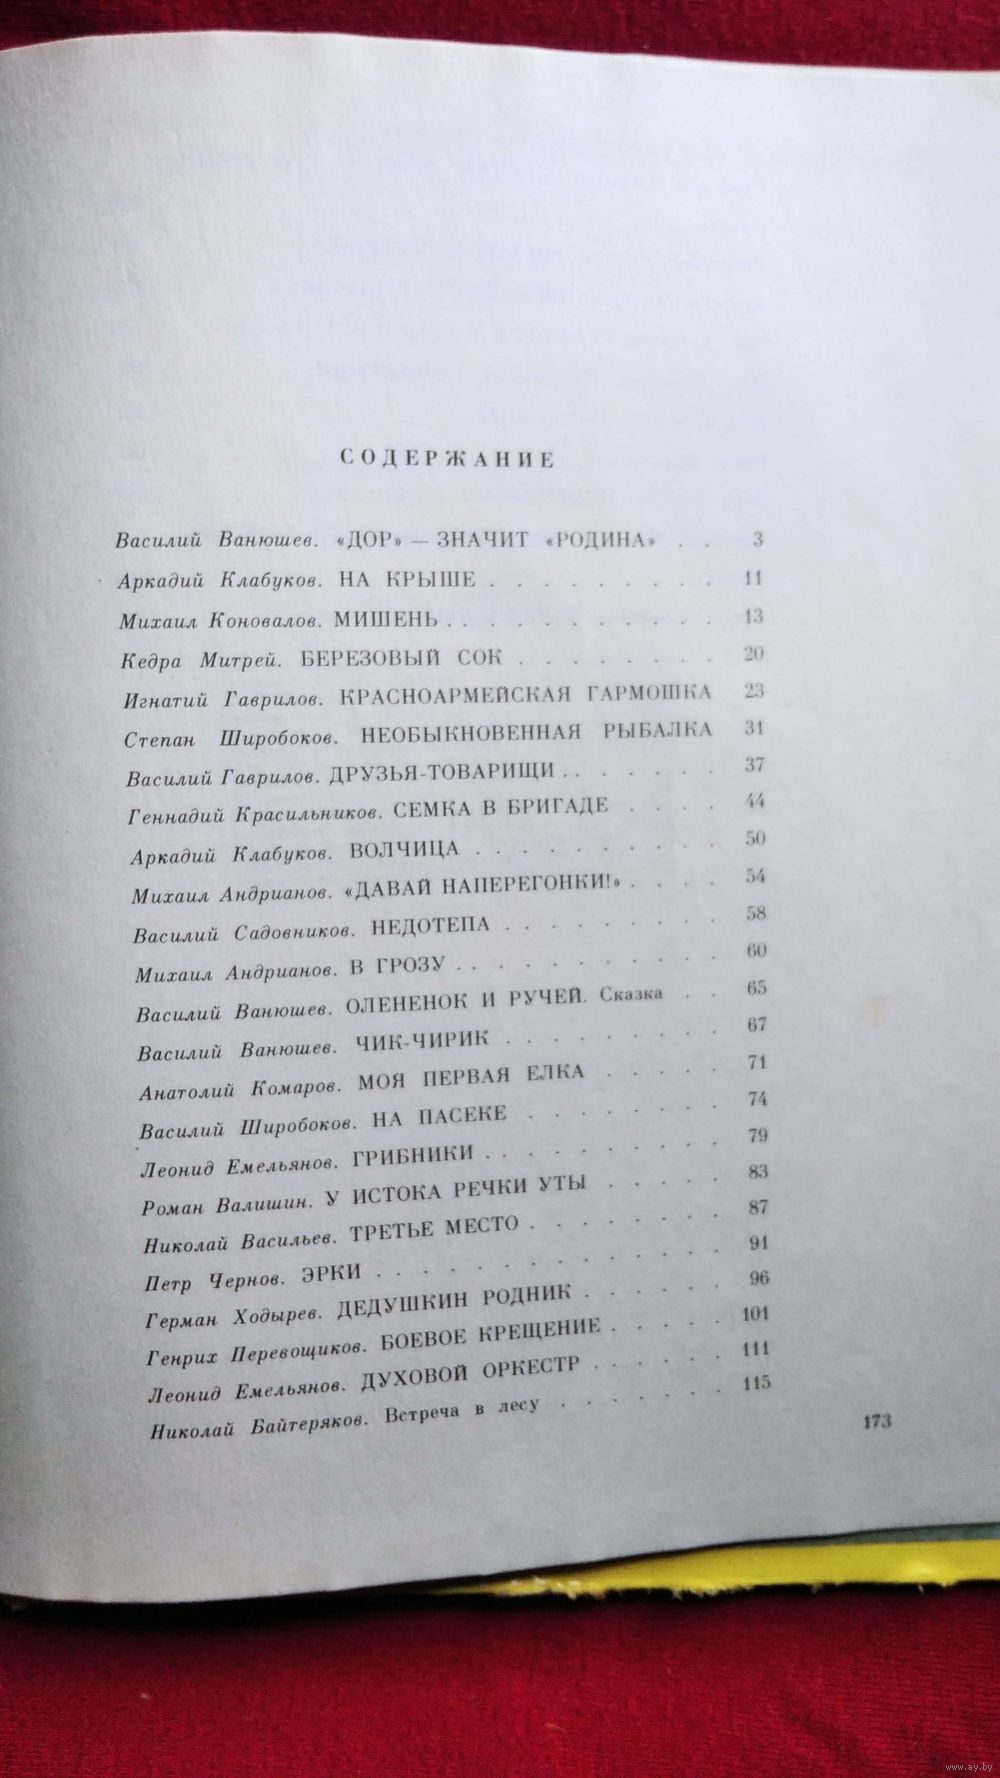 СОДЕРЖАНИЕ
Василий Ванюшев. «ДОР» — ЗНАЧИТ «РОДИНА» . . 3
Аркадий Клабуков. НА КРЫШЕ . . . . . . . . . 11
Михаил Коновалов. МИШЕНЬ . . . . . . . . . . 13
Кедра Митрей. БЕРЕЗОВЫЙ СОК . . . . . . . . 20
Игнатий Гаврилов. КРАСНОАРМЕЙСКАЯ ГАРМОШКА 23
Степан Широбоков. НЕОБЫКНОВЕННАЯ РЫБАЛКА 31
Василий Гаврилов. ДРУЗЬЯ-ТОВАРИЩИ . . . . . . 37
Геннадий Красильников. СЕМКА В БРИГАДЕ . . . . 44
Аркадий Клабуков. ВОЛЧИЦА . . . . . . . . . 50
Михаил Андрианов. «ДАВАЙ НАПЕРЕГОНКИ!» . . . . 54
Василий Садовников. НЕДОТЕПА . . . . . . . . 58
Михаил Андрианов. В ГРОЗУ . . . . . . . . . . 60
Василий Ванюшев. ОЛЕНЕНОК И РУЧЕЙ. Сказка . . 65
Василий Ванюшев. ЧИК-ЧИРИК . . . . . . . . 67
Анатолий Комаров. МОЯ ПЕРВАЯ ЕЛКА . . . . . 71
Василий Широбоков. НА ПАСЕКЕ . . . . . . . 74
Леонид Емельянов. ГРИБНИКИ . . . . . . . . . 79
Роман Валишин. У ИСТОКА РЕЧКИ УТЫ . . . . . 83
Николай Васильев. ТРЕТЬЕ МЕСТО . . . . . . . 87
Петр Чернов. ЭРКИ . . . . . . . . . . . 91
Герман Ходырев. ДЕДУШКИН РОДНИК . . . . . . 96
Генрих Перевощиков. БОЕВОЕ КРЕЩЕНИЕ . . . . . 101
Леонид Емельянов. ДУХОВОЙ ОРКЕСТР . . . . . . 111
Николай Байтеряков. Встреча в лесу . . . . . . 115
173
www.ay.by